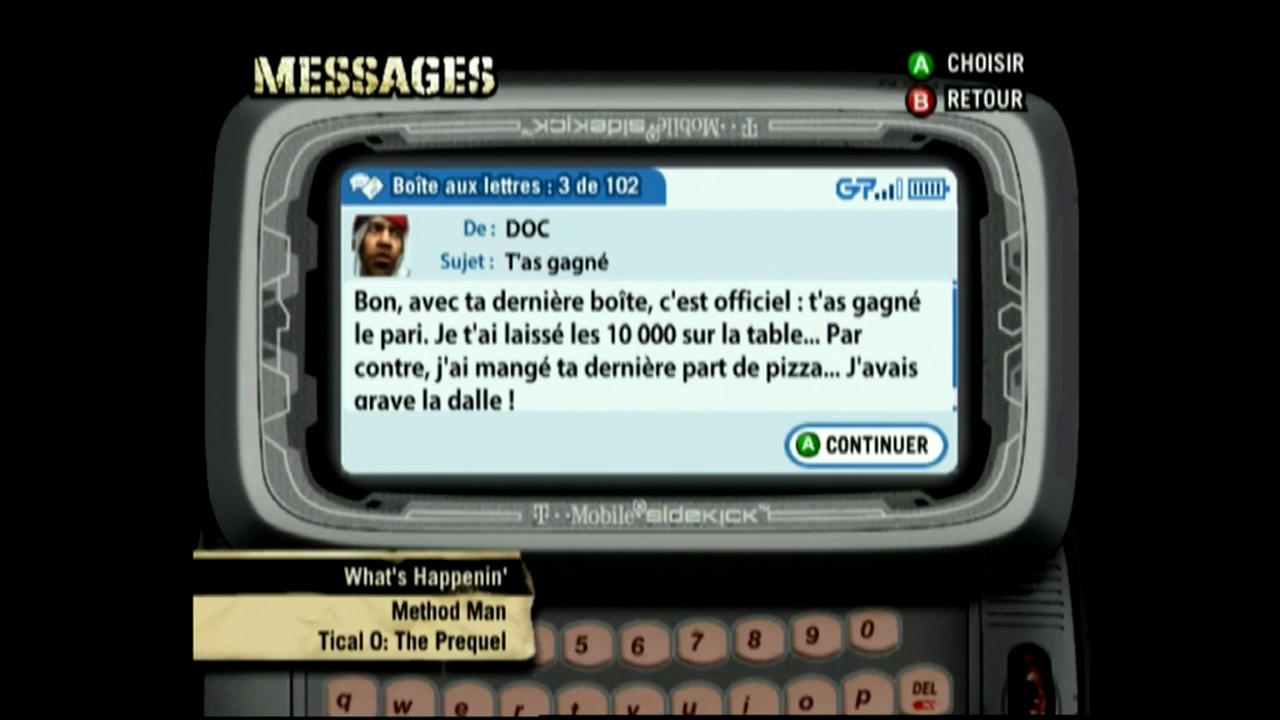 MESSAGES
A CHOISIR
B RETOUR
T··Mobile® sidekick™
Boîte aux lettres : 3 de 102
De : DOC
Sujet : T'as gagné
Bon, avec ta dernière boîte, c'est officiel : t'as gagné
le pari. Je t'ai laissé les 10 000 sur la table... Par
contre, j'ai mangé ta dernière part de pizza... J'avais
grave la dalle !
A CONTINUER
T··Mobile® sidekick™
What's Happenin'
Method Man
Tical 0: The Prequel
5 6 7 8 9 0
q w e r t y u i o p DEL